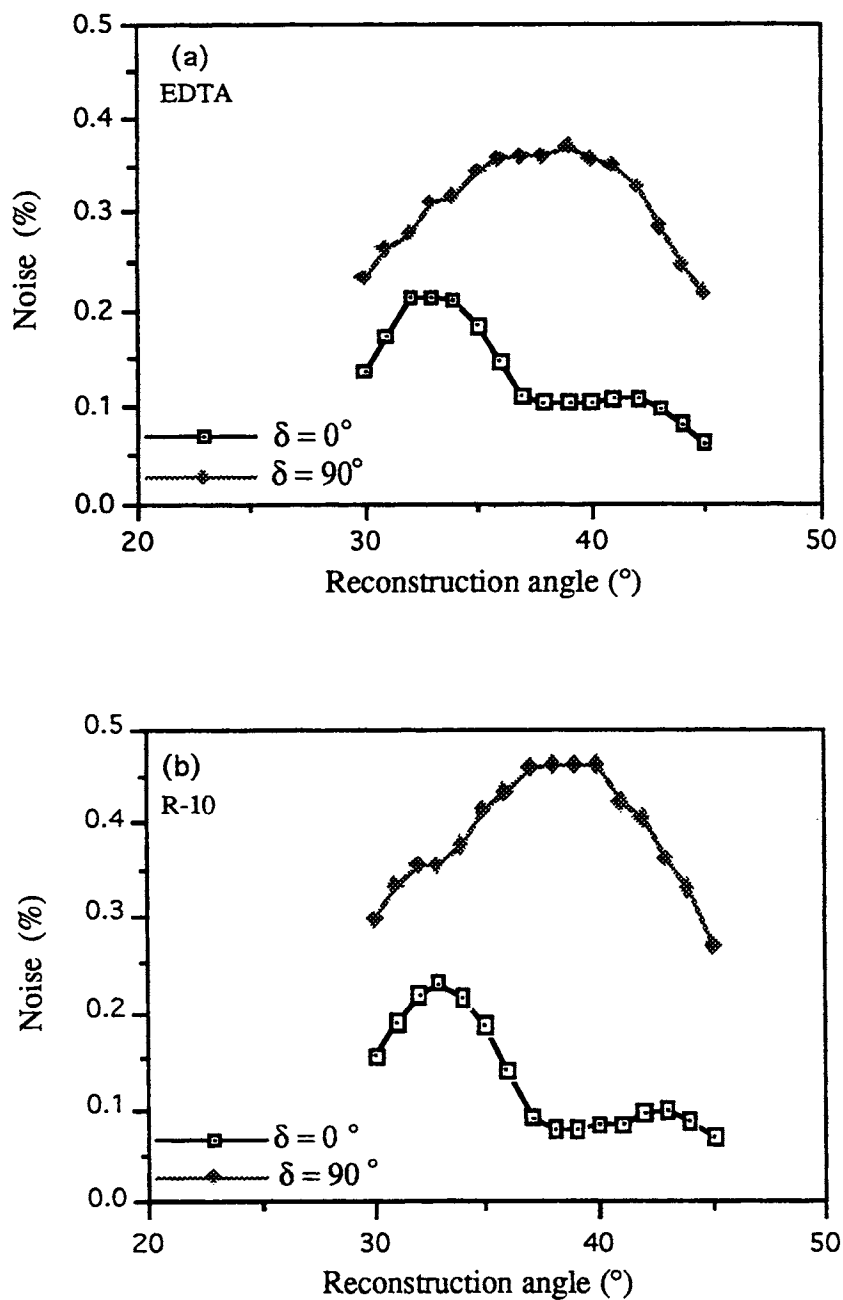 0.5
(a)
EDTA
0.4
0.3
Noise (%)
0.2
0.1
δ = 0°
δ = 90°
0.0
20
30
40
50
Reconstruction angle (°)
0.5
(b)
R-10
0.4
0.3
Noise (%)
0.2
0.1
δ = 0 °
δ = 90 °
0.0
20
30
40
50
Reconstruction angle (°)